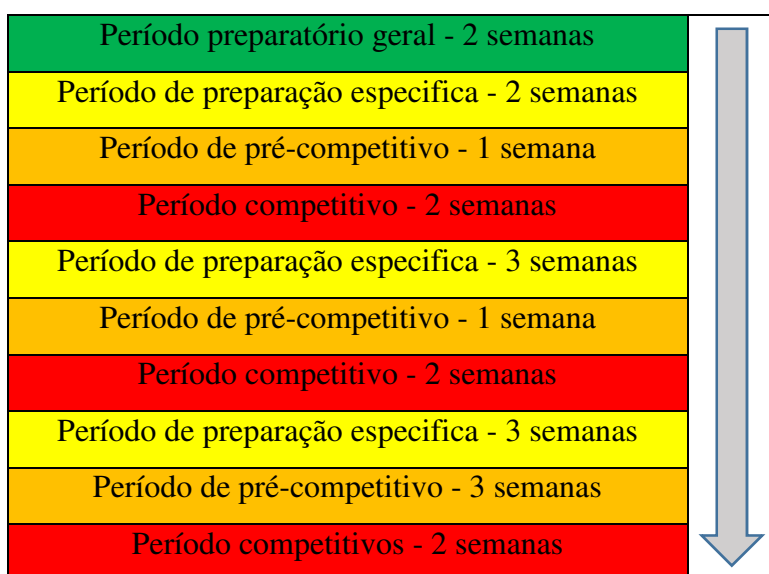 Período preparatório geral - 2 semanas
Período de preparação especifica - 2 semanas
Período de pré-competitivo - 1 semana
Período competitivo - 2 semanas
Período de preparação especifica - 3 semanas
Período de pré-competitivo - 1 semana
Período competitivo - 2 semanas
Período de preparação especifica - 3 semanas
Período de pré-competitivo - 3 semanas
Período competitivos - 2 semanas